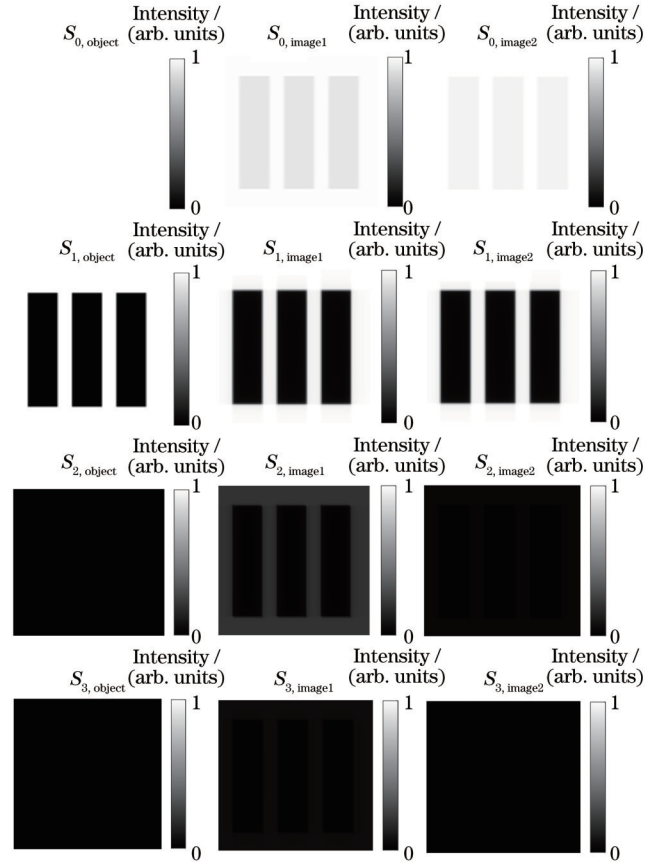 S0, object
Intensity /
(arb. units)
1
0
S0, image1
Intensity /
(arb. units)
1
0
S0, image2
Intensity /
(arb. units)
1
0
S1, object
Intensity /
(arb. units)
1
0
S1, image1
Intensity /
(arb. units)
1
0
S1, image2
Intensity /
(arb. units)
1
0
S2, object
Intensity /
(arb. units)
1
0
S2, image1
Intensity /
(arb. units)
1
0
S2, image2
Intensity /
(arb. units)
1
0
S3, object
Intensity /
(arb. units)
1
0
S3, image1
Intensity /
(arb. units)
1
0
S3, image2
Intensity /
(arb. units)
1
0